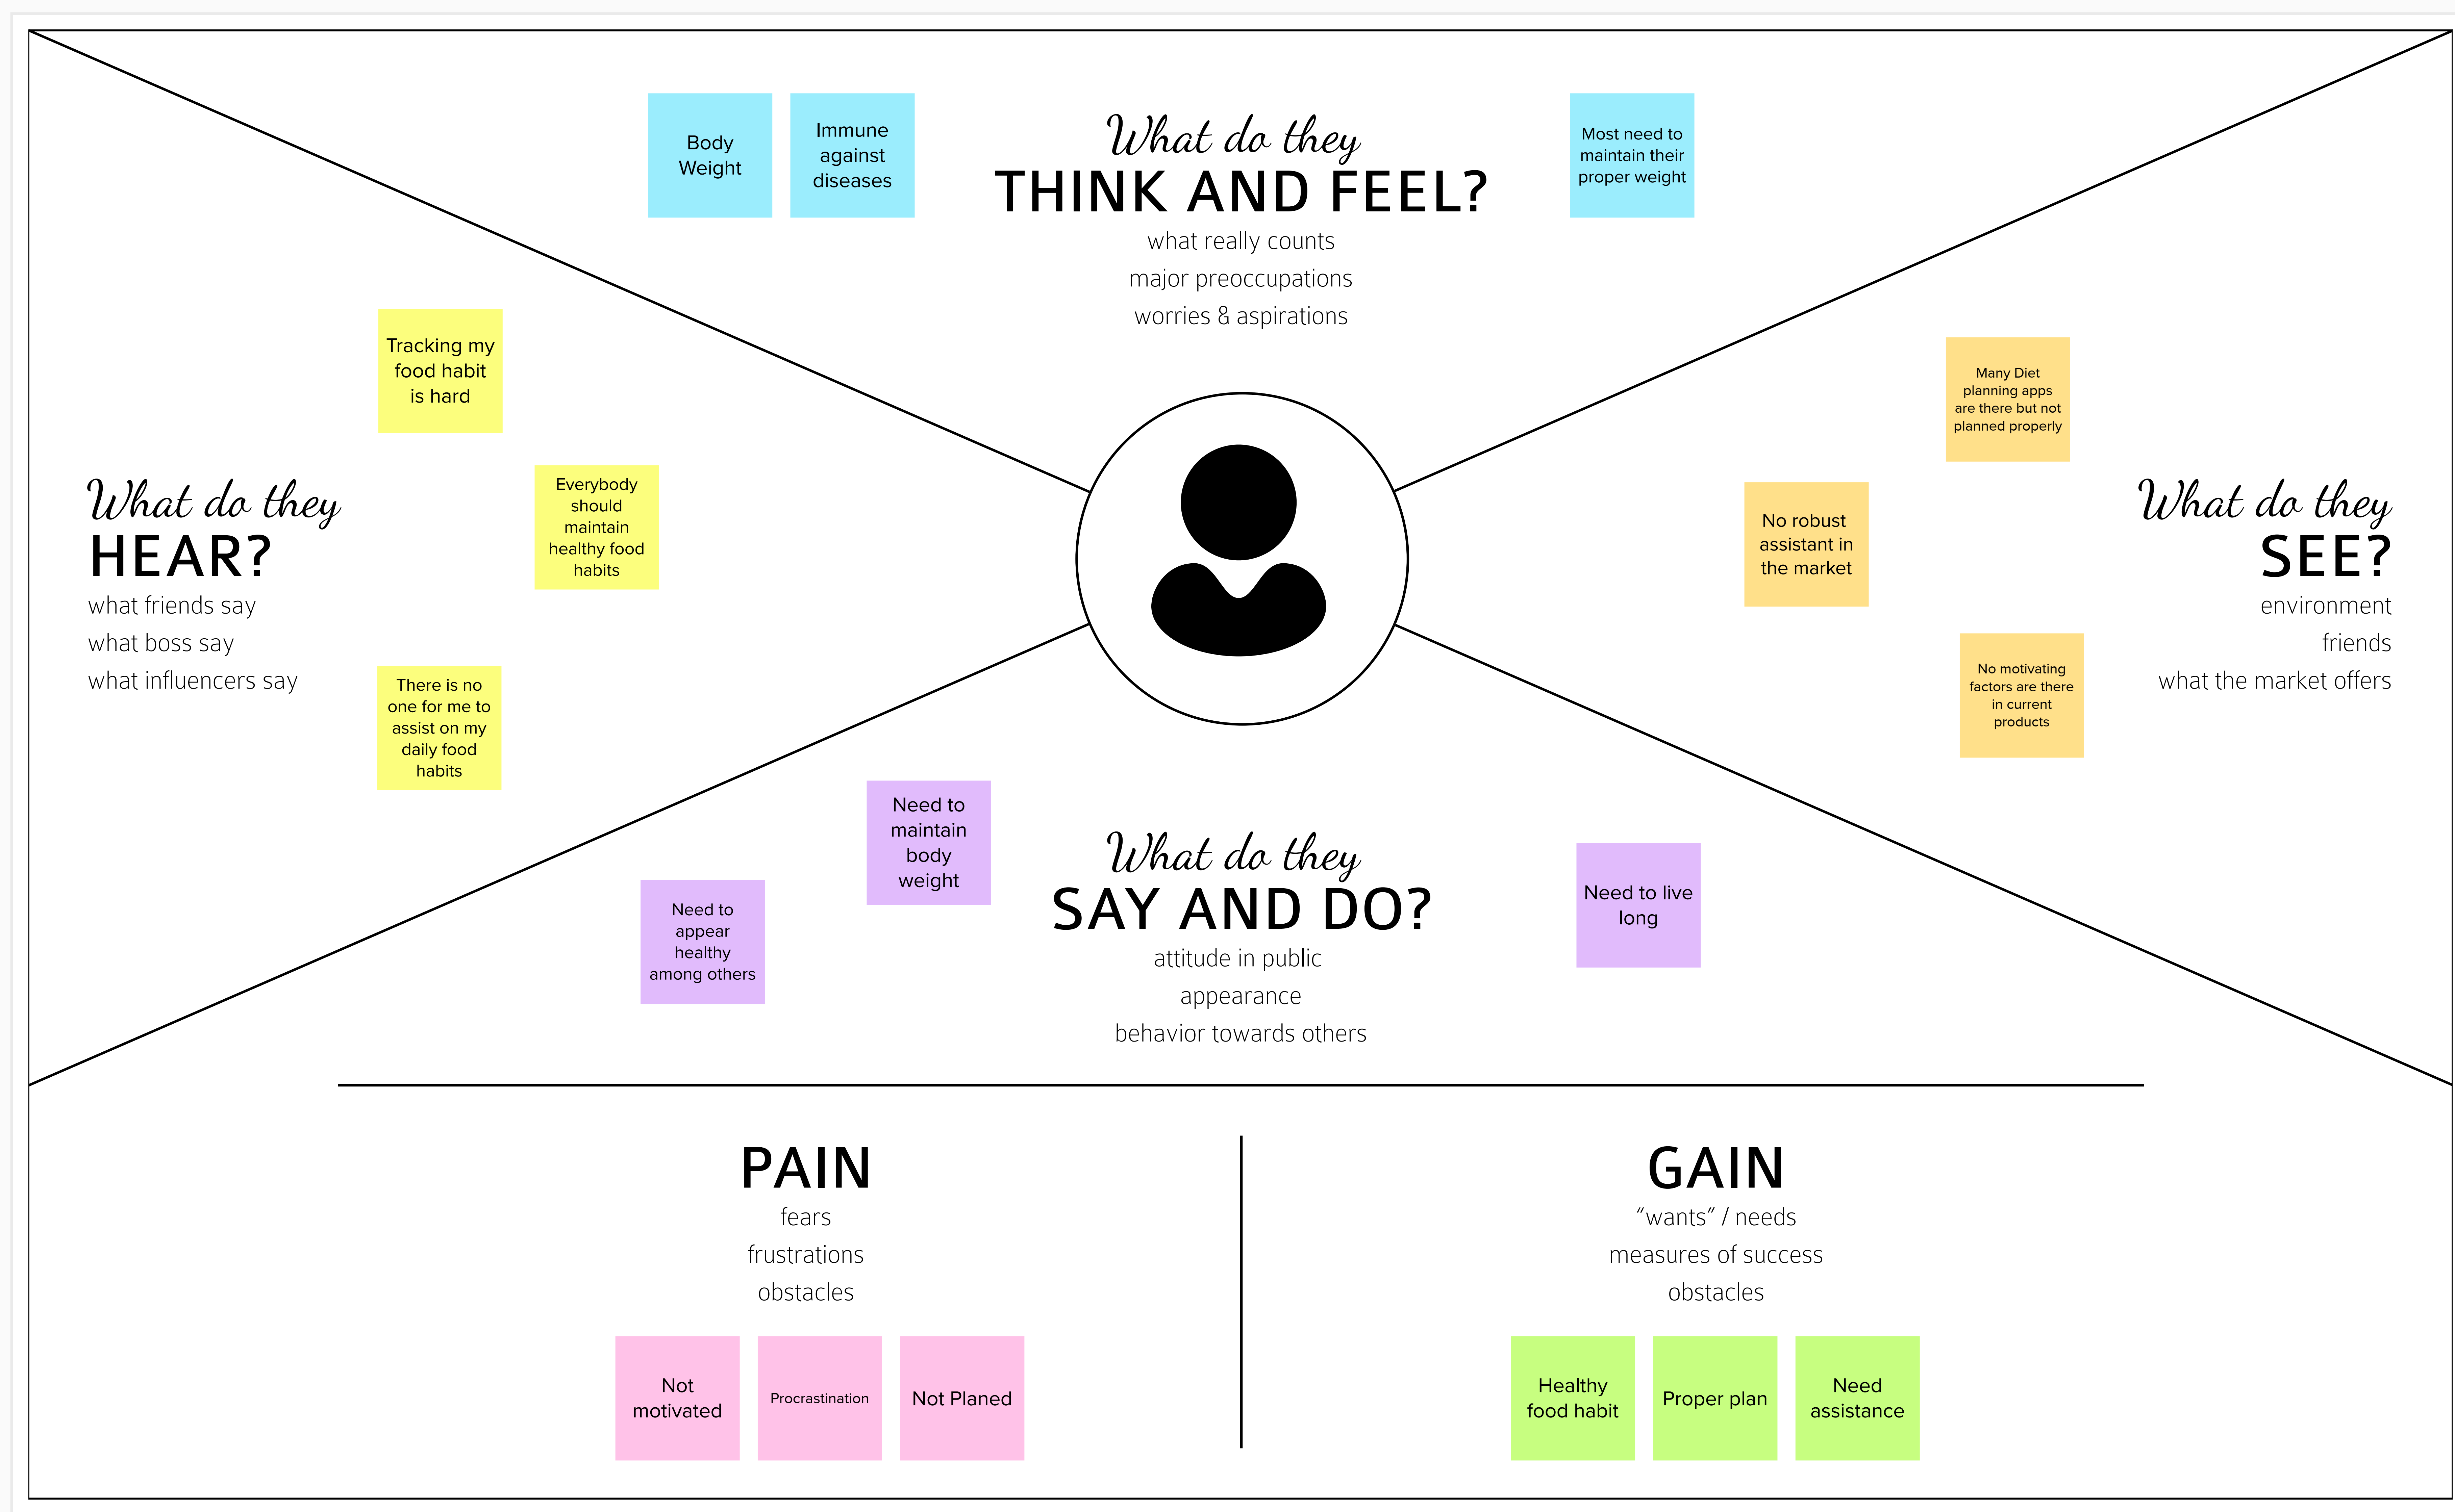 Body
Weight
Immune
against
diseases
What do they
THINK AND FEEL?
what really counts
major preoccupations
worries & aspirations
Most need to
maintain their
proper weight
Tracking my
food habit
is hard
Everybody
should
maintain
healthy food
habits
There is no
one for me to
assist on my
daily food
habits
What do they
HEAR?
what friends say
what boss say
what influencers say
Many Diet
planning apps
are there but not
planned properly
No robust
assistant in
the market
No motivating
factors are there
in current
products
What do they
SEE?
environment
friends
what the market offers
Need to
maintain
body
weight
Need to
appear
healthy
among others
What do they
SAY AND DO?
attitude in public
appearance
behavior towards others
Need to live
long
PAIN
fears
frustrations
obstacles
Not
motivated
Procrastination
Not Planed
GAIN
“wants” / needs
measures of success
obstacles
Healthy
food habit
Proper plan
Need
assistance